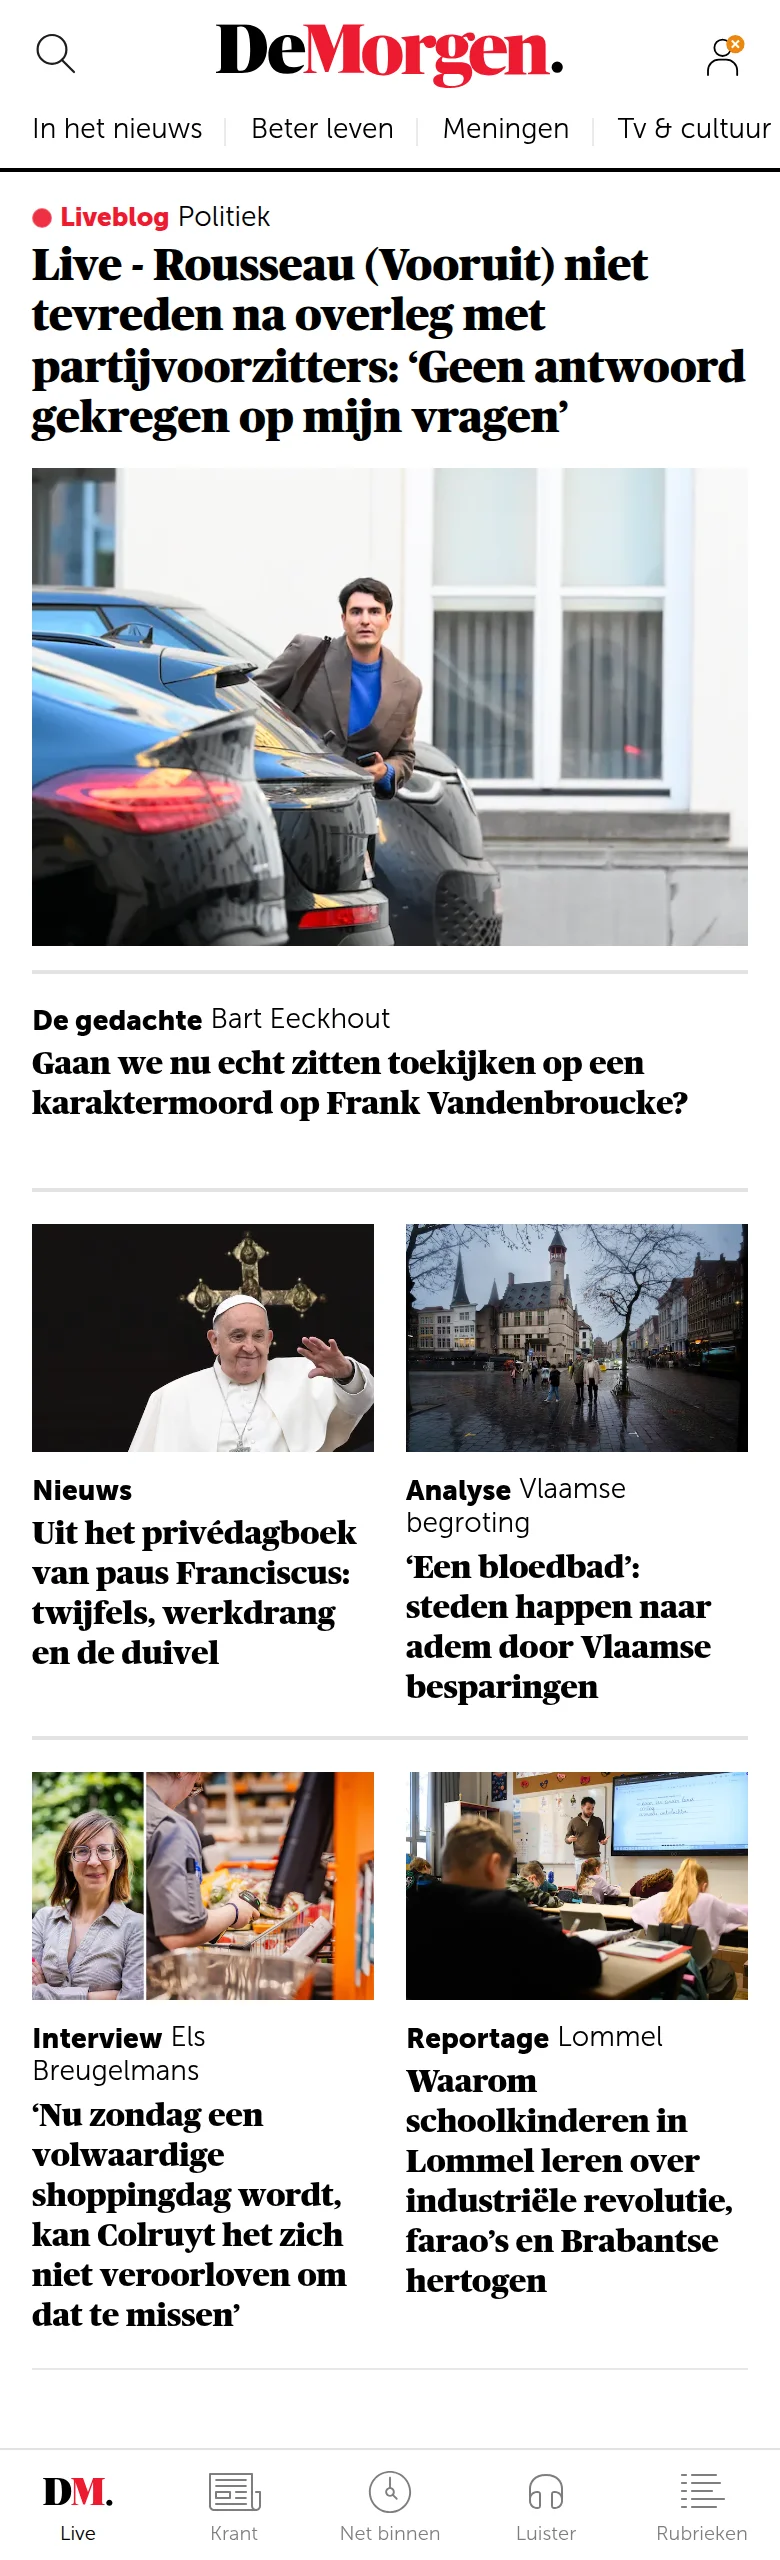 DeMorgen.
In het nieuws
Beter leven
Meningen
Tv & cultuur
Liveblog Politiek
Live - Rousseau (Vooruit) niet
tevreden na overleg met
partijvoorzitters: ‘Geen antwoord
gekregen op mijn vragen’
De gedachte Bart Eeckhout
Gaan we nu echt zitten toekijken op een
karaktermoord op Frank Vandenbroucke?
Nieuws
Uit het privédagboek
van paus Franciscus:
twijfels, werkdrang
en de duivel
Analyse Vlaamse
begroting
‘Een bloedbad’:
steden happen naar
adem door Vlaamse
besparingen
Interview Els
Breugelmans
‘Nu zondag een
volwaardige
shoppingdag wordt,
kan Colruyt het zich
niet veroorloven om
dat te missen’
Reportage Lommel
Waarom
schoolkinderen in
Lommel leren over
industriële revolutie,
farao’s en Brabantse
hertogen
DM.
Live
Krant
Net binnen
Luister
Rubrieken